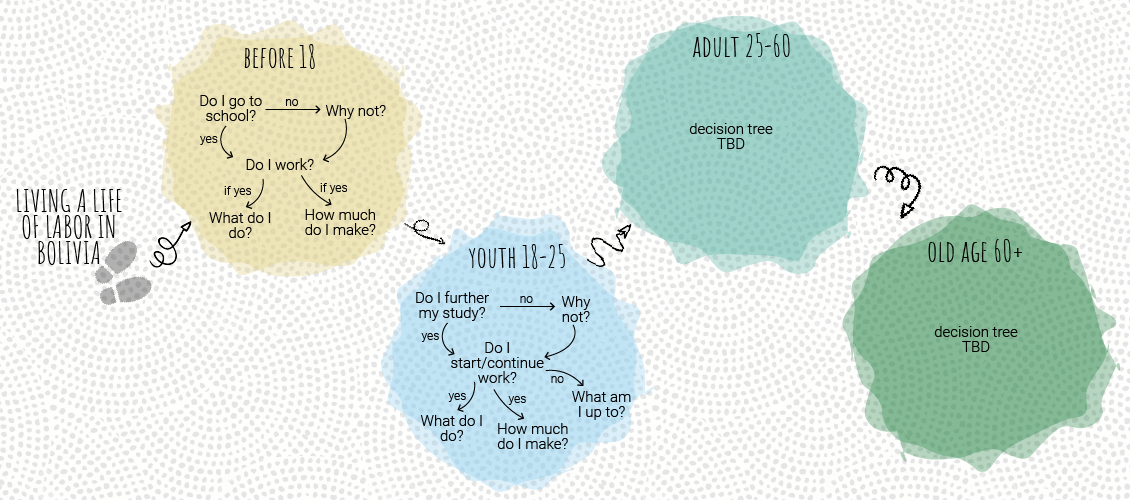 LIVING A LIFE
OF LABOR IN
BOLIVIA
BEFORE 18
Do I go to
school?
no
Why not?
yes
Do I work?
if yes
if yes
What do I
do?
How much
do I make?
YOUTH 18-25
Do I further
my study?
no
Why
not?
yes
Do I
start/continue
work?
no
yes
yes
What am
I up to?
What do I
do?
How much
do I make?
ADULT 25-60
decision tree
TBD
OLD AGE 60+
decision tree
TBD